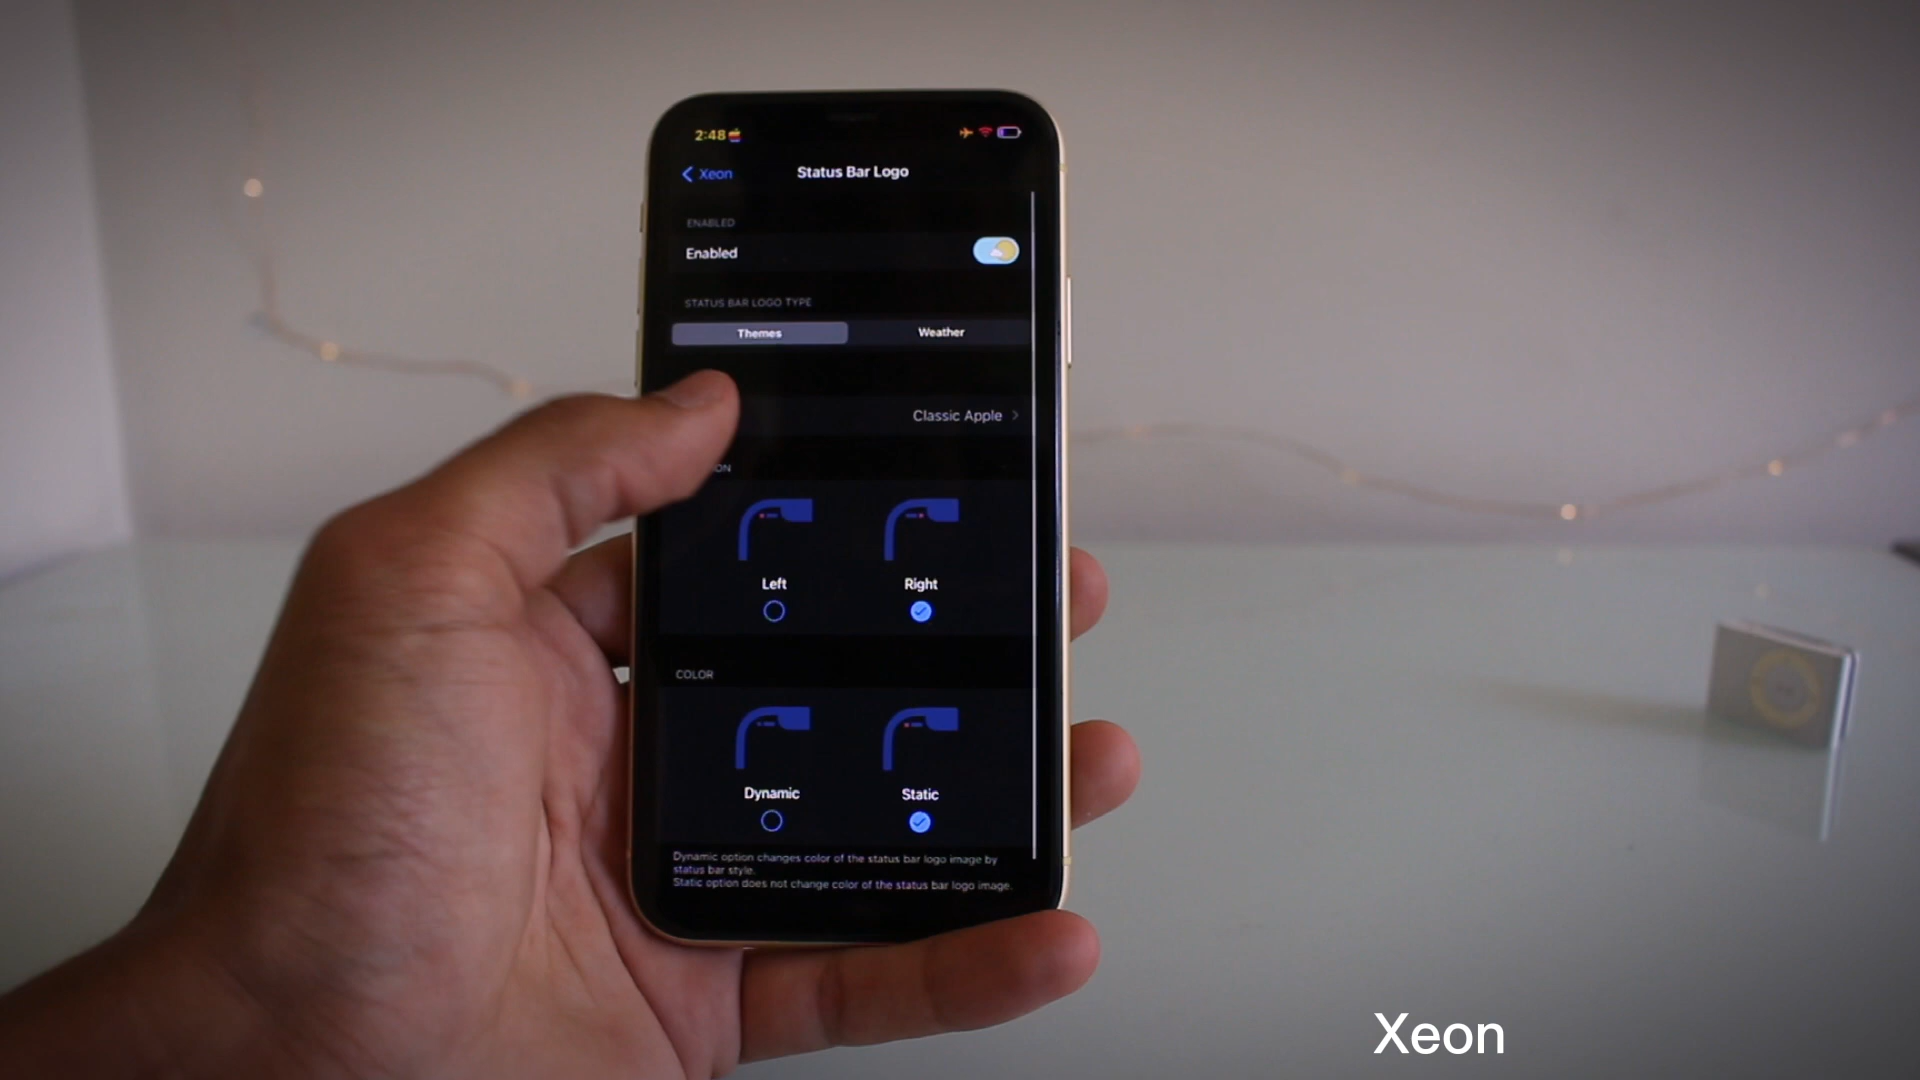 2:48
Xeon
Status Bar Logo
ENABLED
Enabled
STATUS BAR LOGO TYPE
Themes
Weather
Classic Apple
ON
Left
Right
COLOR
Dynamic
Static
Dynamic option changes color of the status bar logo image by
status bar style.
Static option does not change color of the status bar logo image.
Xeon